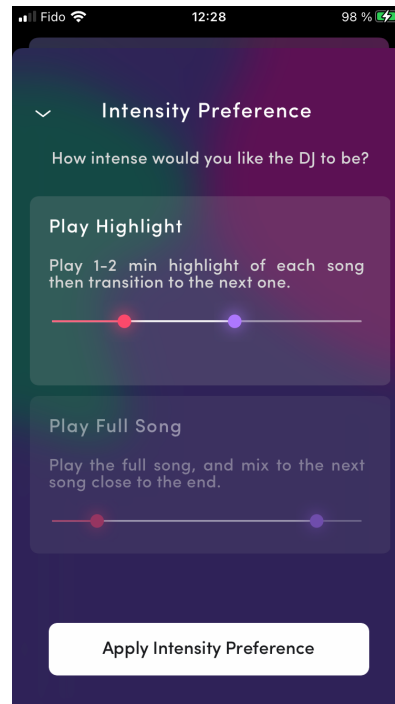 Fido 12:28 98 %
Intensity Preference
How intense would you like the DJ to be?
Play Highlight
Play 1-2 min highlight of each song
then transition to the next one.
Play Full Song
Play the full song, and mix to the next
song close to the end.
Apply Intensity Preference